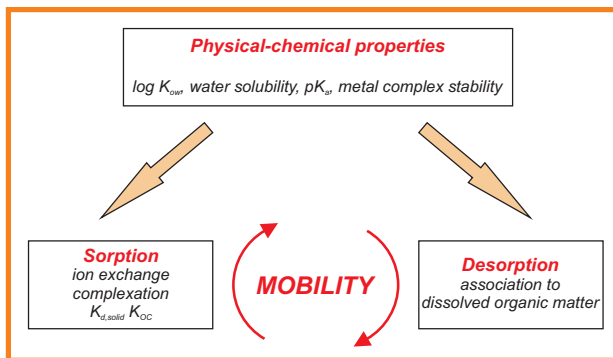 Physical-chemical properties
log Kow, water solubility, pKa, metal complex stability
Sorption
ion exchange
complexation
Kd,solid KOC
MOBILITY
Desorption
association to
dissolved organic matter